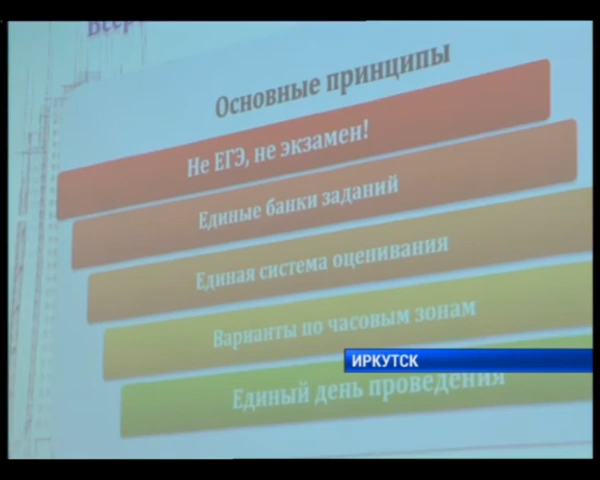 Основные принципы
Не ЕГЭ, не экзамен!
Единые банки заданий
Единая система оценивания
Варианты по часовым зонам
ИРКУТСК
Единый день проведения